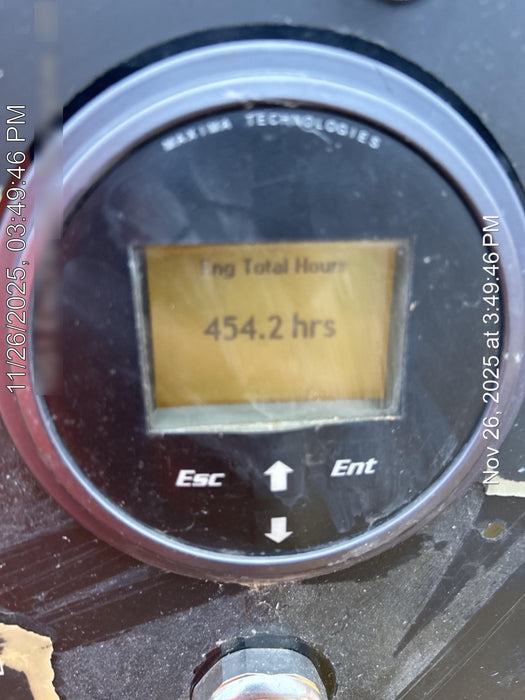 MAXIMA TECHNOLOGIES
Eng Total Hours
454.2 hrs
Esc
Ent
11/26/2025, 03:49:46 PM
Nov 26, 2025 at 3:49:46 PM